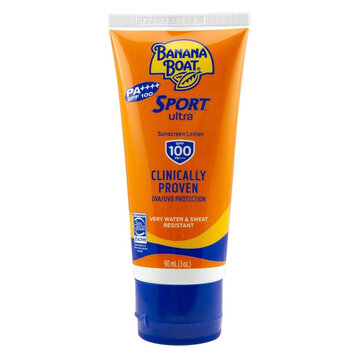 BANANA
BOAT®
PA++++
SPF 100
SPORT
ultra
Sunscreen Lotion
SPF
100
CLINICALLY
PROVEN
UVA/UVB PROTECTION
VERY WATER & SWEAT
RESISTANT
90 mL (3 oz.)